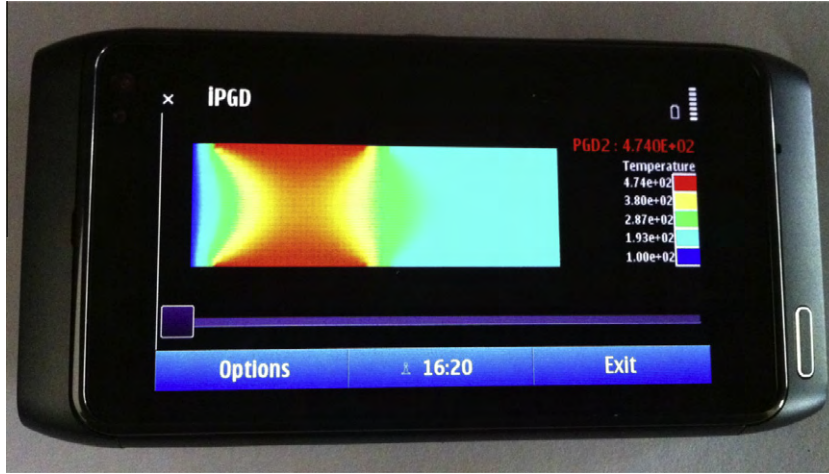 × iPGD
PGD2 : 4.740E+02
Temperature
4.74e+02
3.80e+02
2.87e+02
1.93e+02
1.00e+02
Options 16:20 Exit